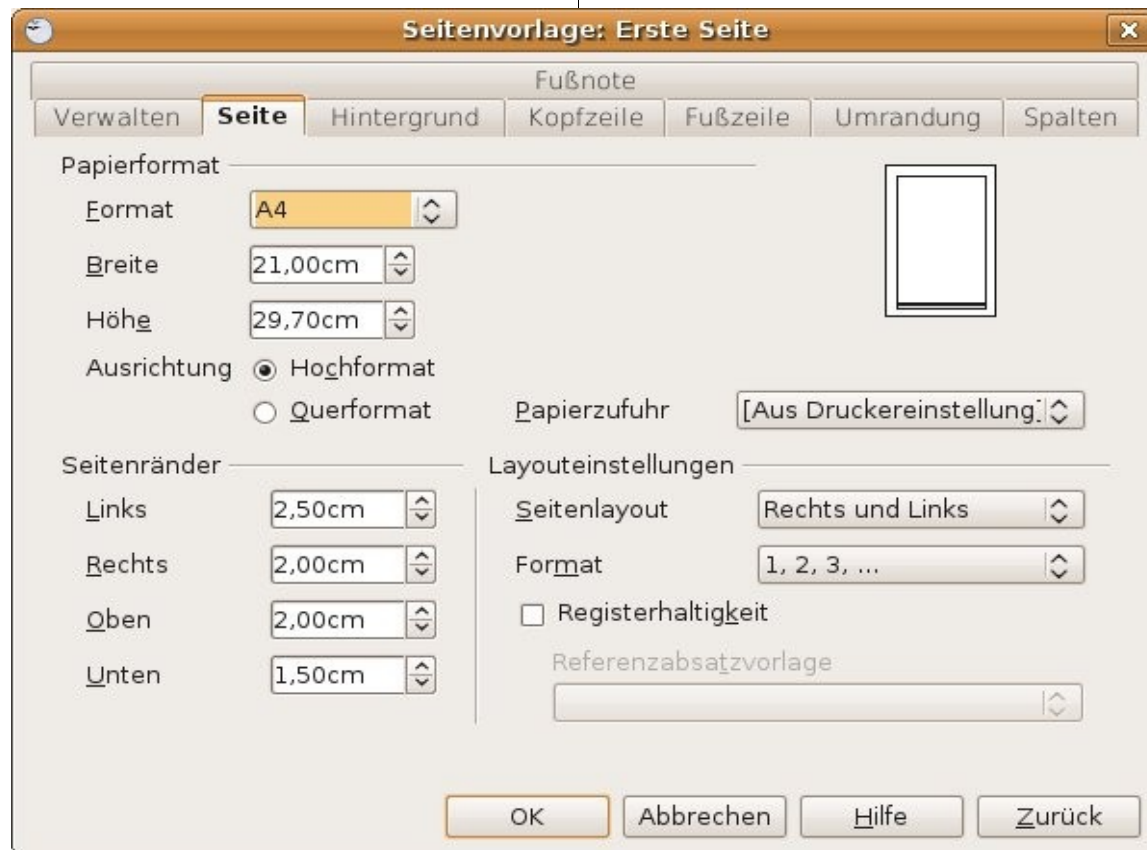 Seitenvorlage: Erste Seite
Fußnote
Verwalten Seite Hintergrund Kopfzeile Fußzeile Umrandung Spalten
Papierformat
Format A4
Breite 21,00cm
Höhe 29,70cm
Ausrichtung Hochformat
Querformat Papierzufuhr [Aus Druckereinstellung]
Seitenränder Layouteinstellungen
Links 2,50cm Seitenlayout Rechts und Links
Rechts 2,00cm Format 1, 2, 3, ...
Oben 2,00cm Registerhaltigkeit
Referenzabsatzvorlage
Unten 1,50cm
OK Abbrechen Hilfe Zurück